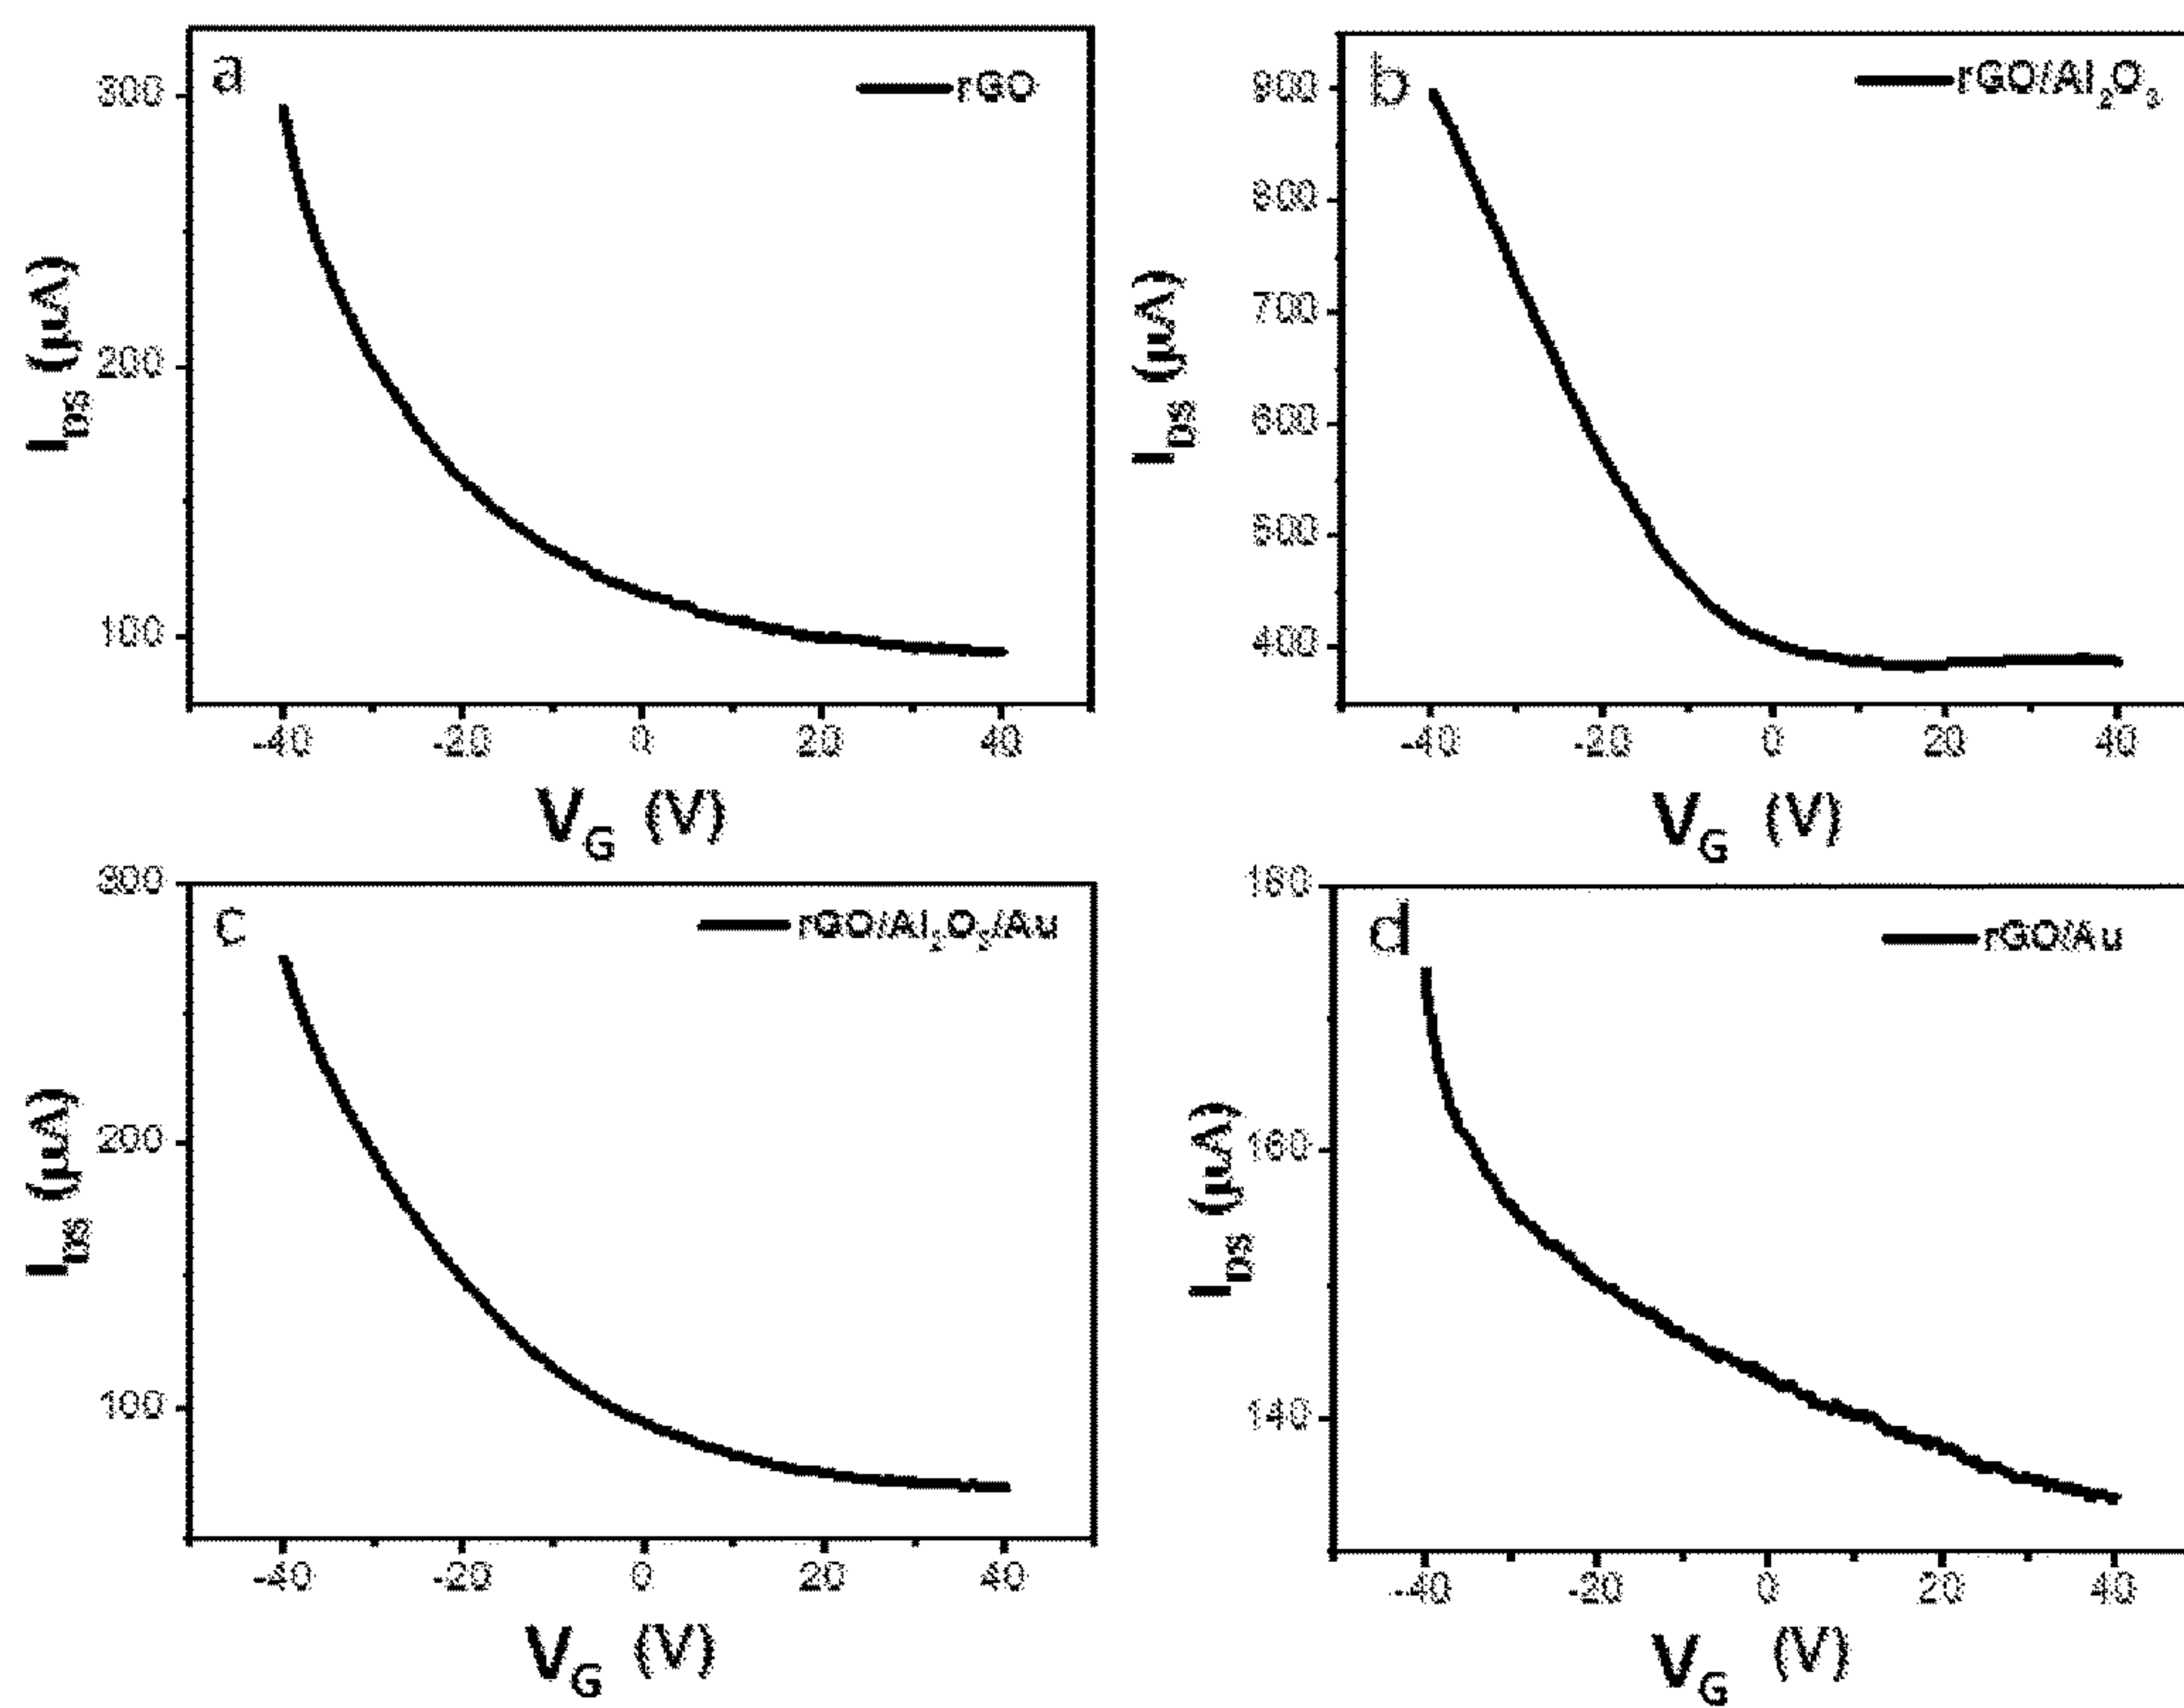 a
rGO
300
200
100
I_DS (µA)
-40 -20 0 20 40
V_G (V)
b
rGO/Al₂O₃
900
800
700
600
500
400
I_DS (µA)
-40 -20 0 20 40
V_G (V)
c
rGO/Al₂O₃/Au
300
200
100
I_DS (µA)
-40 -20 0 20 40
V_G (V)
d
rGO/Au
180
160
140
I_DS (µA)
-40 -20 0 20 40
V_G (V)